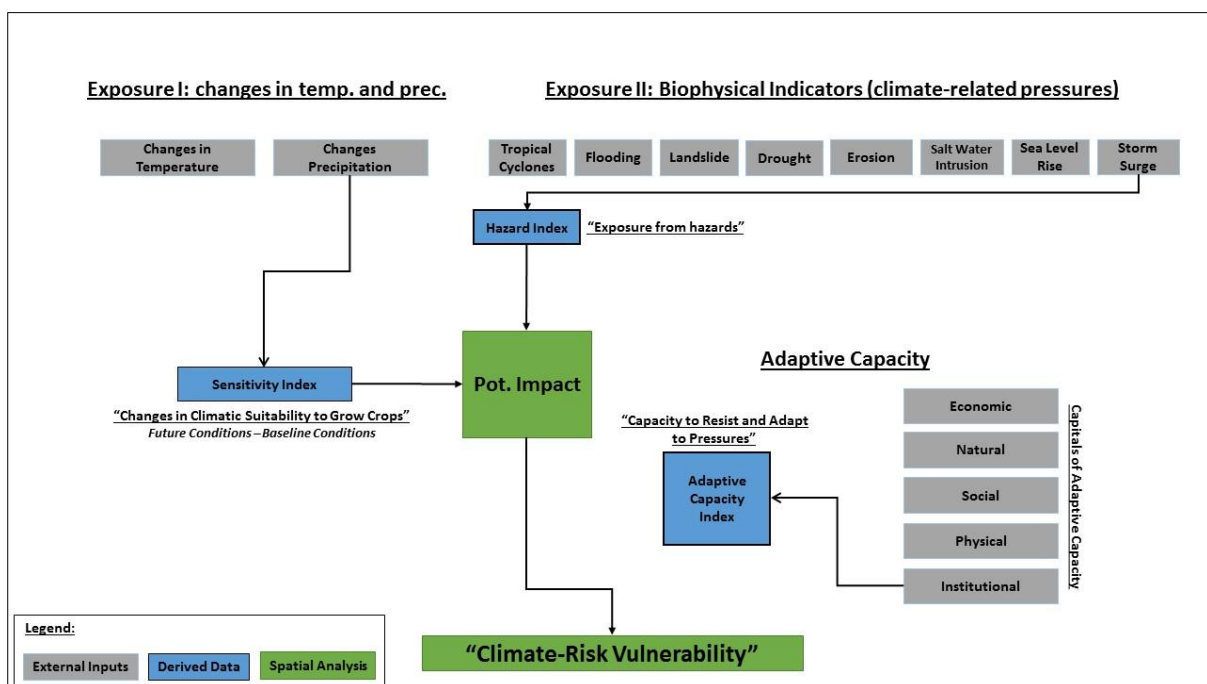 Exposure I: changes in temp. and prec.
Exposure II: Biophysical Indicators (climate-related pressures)
Changes in
Temperature
Changes
Precipitation
Tropical
Cyclones
Flooding
Landslide
Drought
Erosion
Salt Water
Intrusion
Sea Level
Rise
Storm
Surge
Hazard Index
“Exposure from hazards”
Pot. Impact
Sensitivity Index
“Changes in Climatic Suitability to Grow Crops”
Future Conditions – Baseline Conditions
Adaptive Capacity
“Capacity to Resist and Adapt
to Pressures”
Adaptive
Capacity
Index
Economic
Natural
Social
Physical
Institutional
Capitals of Adaptive Capacity
“Climate-Risk Vulnerability”
Legend:
External Inputs
Derived Data
Spatial Analysis